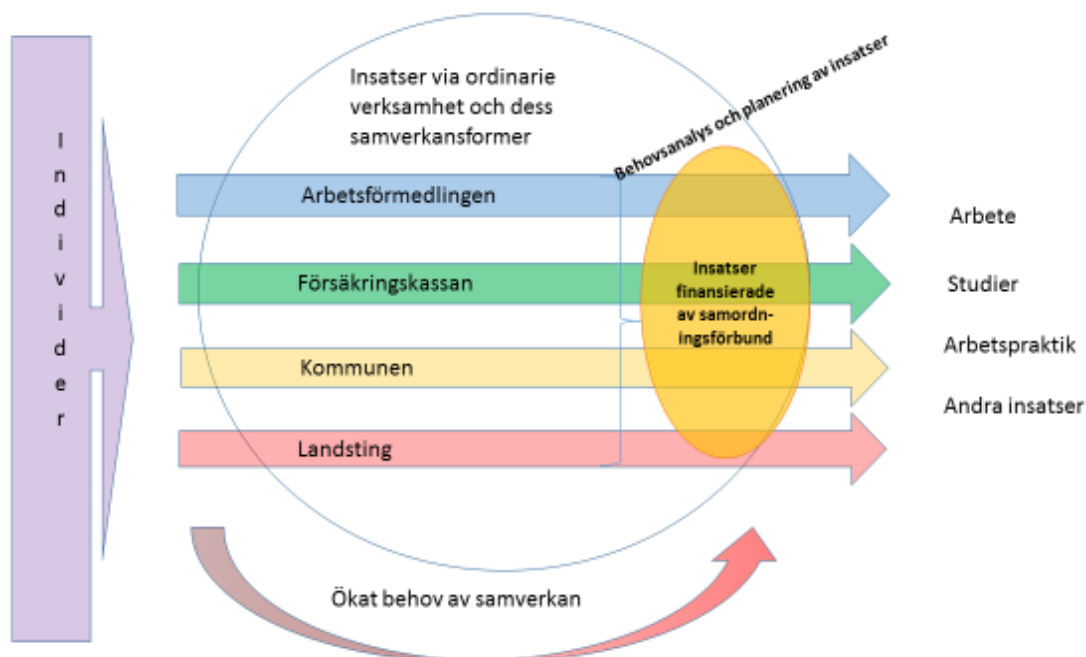 Individer
Insatser via ordinarie
verksamhet och dess
samverkansformer
Behovsanalys och planering av insatser
Arbetsförmedlingen
Försäkringskassan
Kommunen
Landsting
Insatser
finansierade
av samordn-
ingsförbund
Arbete
Studier
Arbetspraktik
Andra insatser
Ökat behov av samverkan